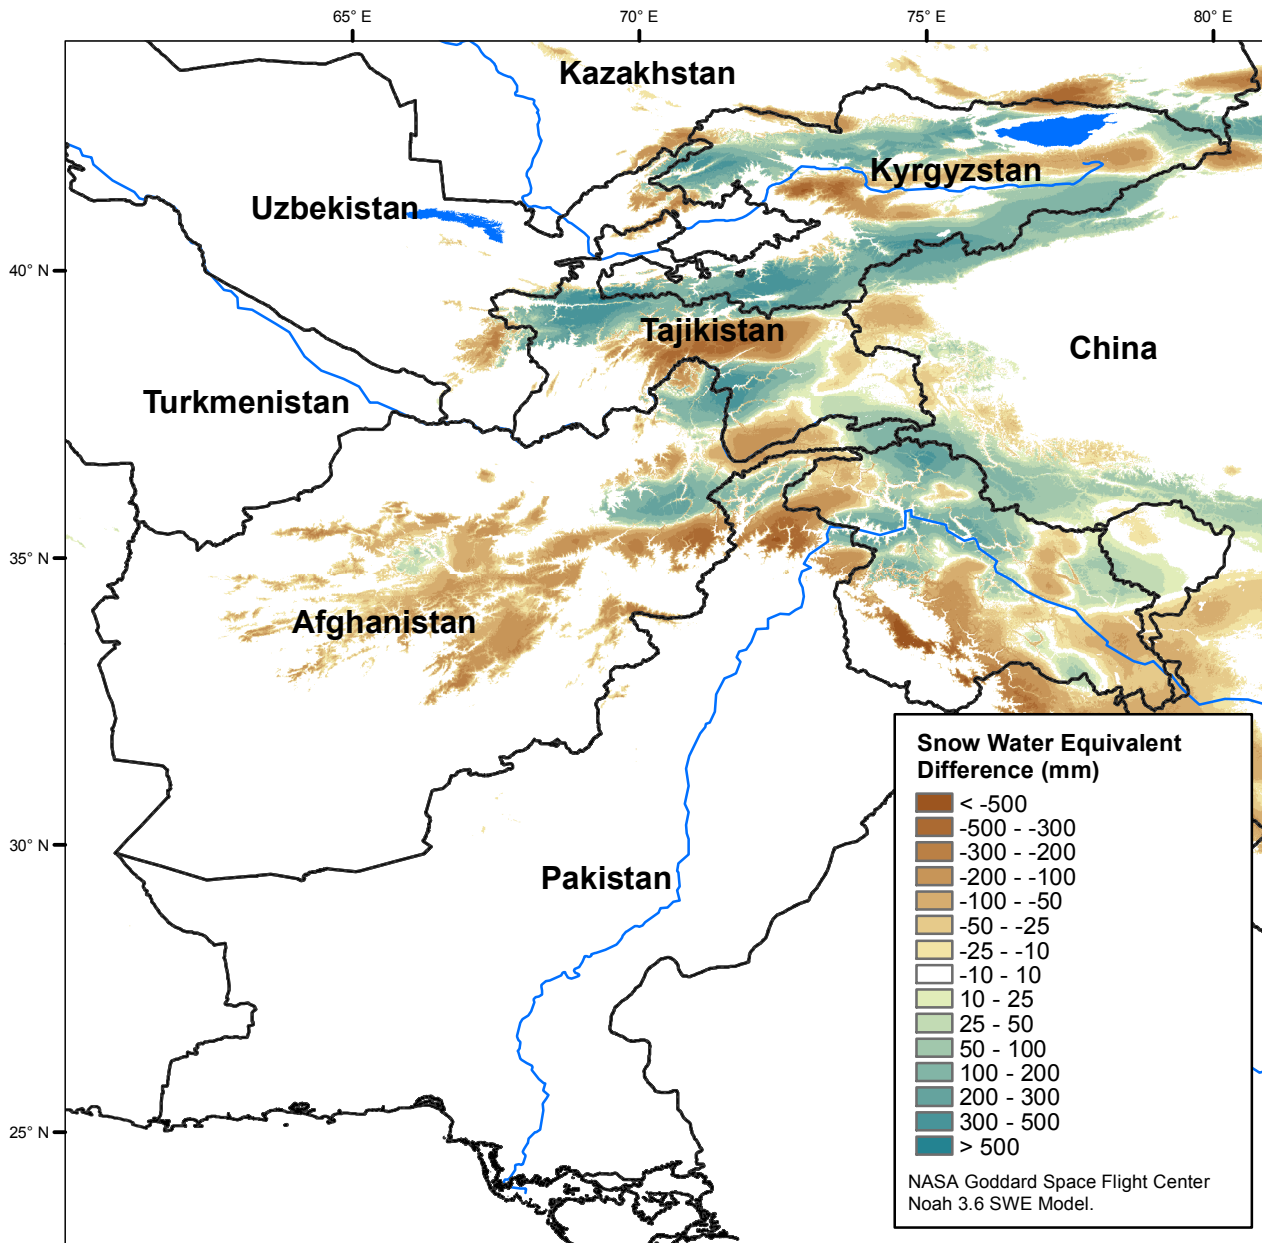 65° E
70° E
75° E
80° E
Kazakhstan
Kyrgyzstan
Uzbekistan
40° N
Tajikistan
China
Turkmenistan
35° N
Afghanistan
30° N
Pakistan
25° N
Snow Water Equivalent
Difference (mm)
< -500
-500 - -300
-300 - -200
-200 - -100
-100 - -50
-50 - -25
-25 - -10
-10 - 10
10 - 25
25 - 50
50 - 100
100 - 200
200 - 300
300 - 500
> 500
NASA Goddard Space Flight Center
Noah 3.6 SWE Model.